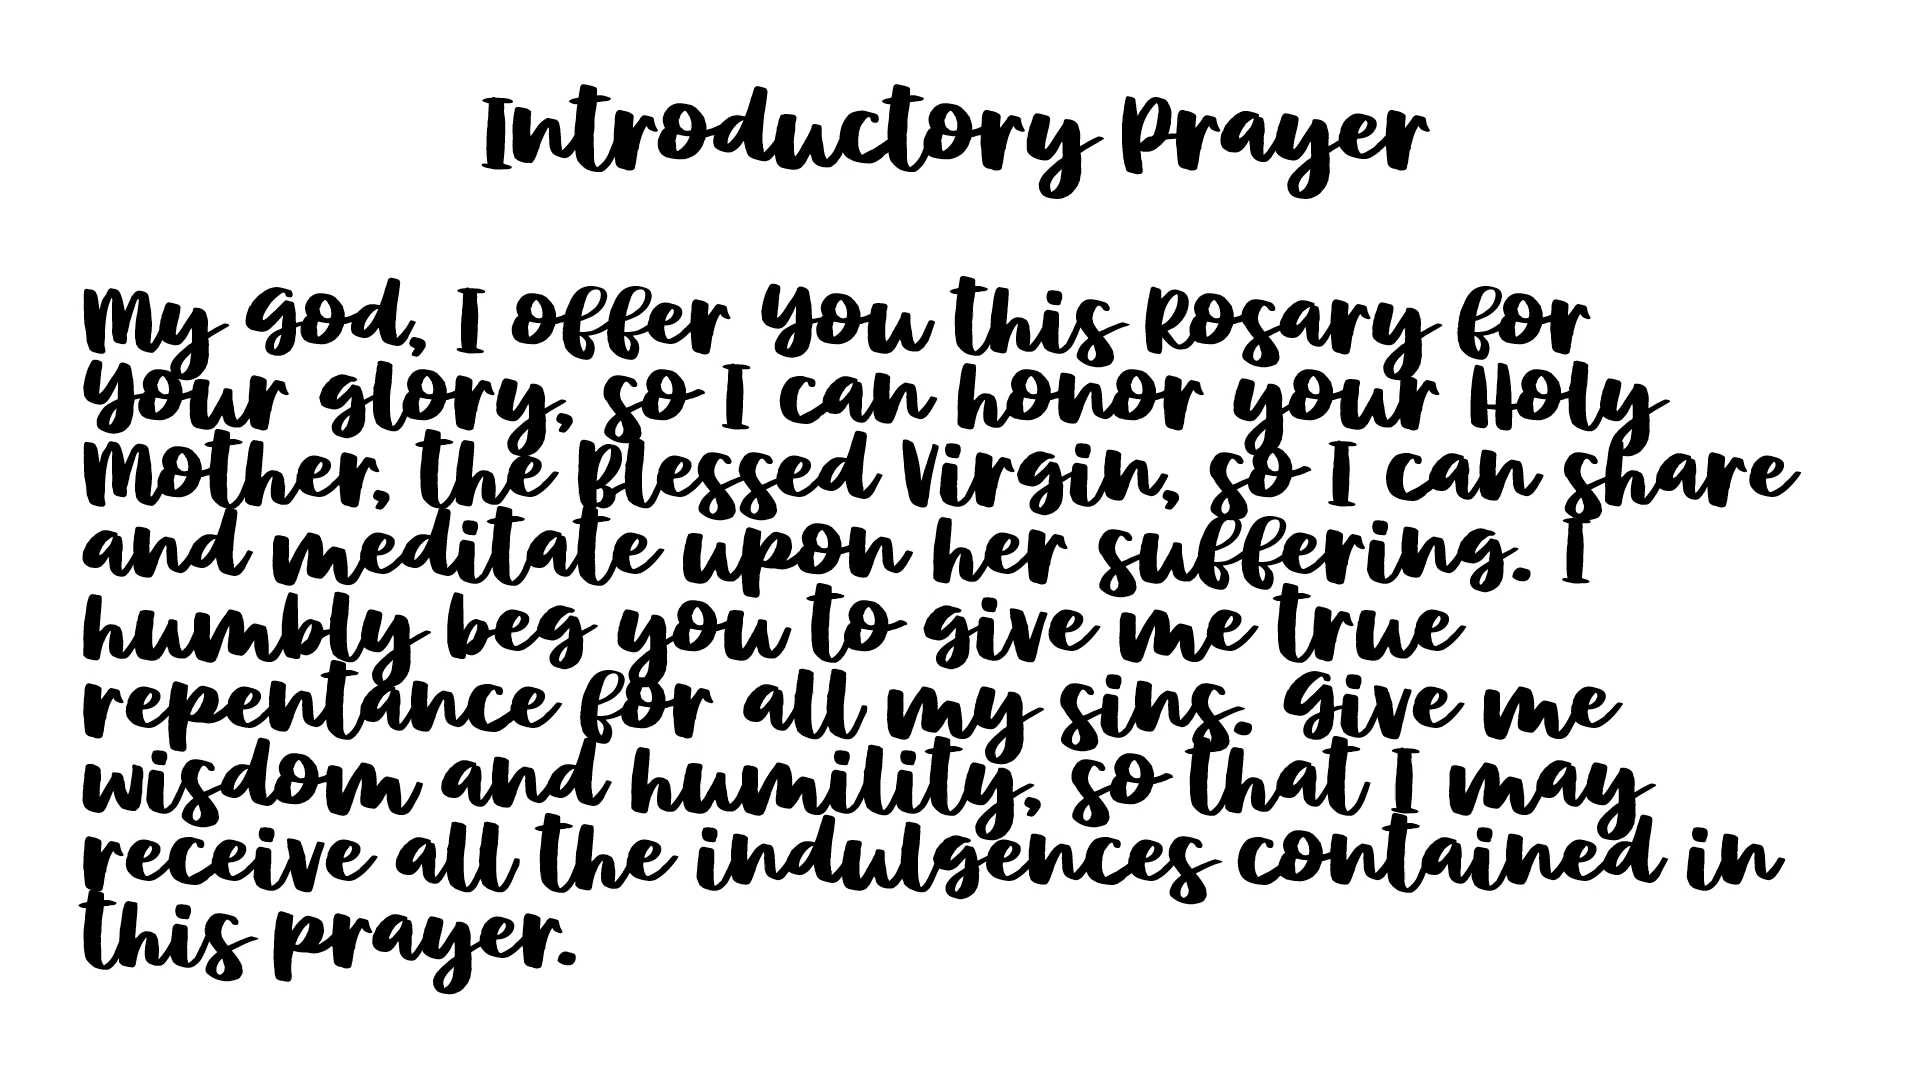 Introductory Prayer
My God, I offer You this Rosary for
Your glory, so I can honor your Holy
Mother, the Blessed Virgin, so I can share
and meditate upon her suffering. I
humbly beg you to give me true
repentance for all my sins. Give me
wisdom and humility, so that I may
receive all the indulgences contained in
this prayer.